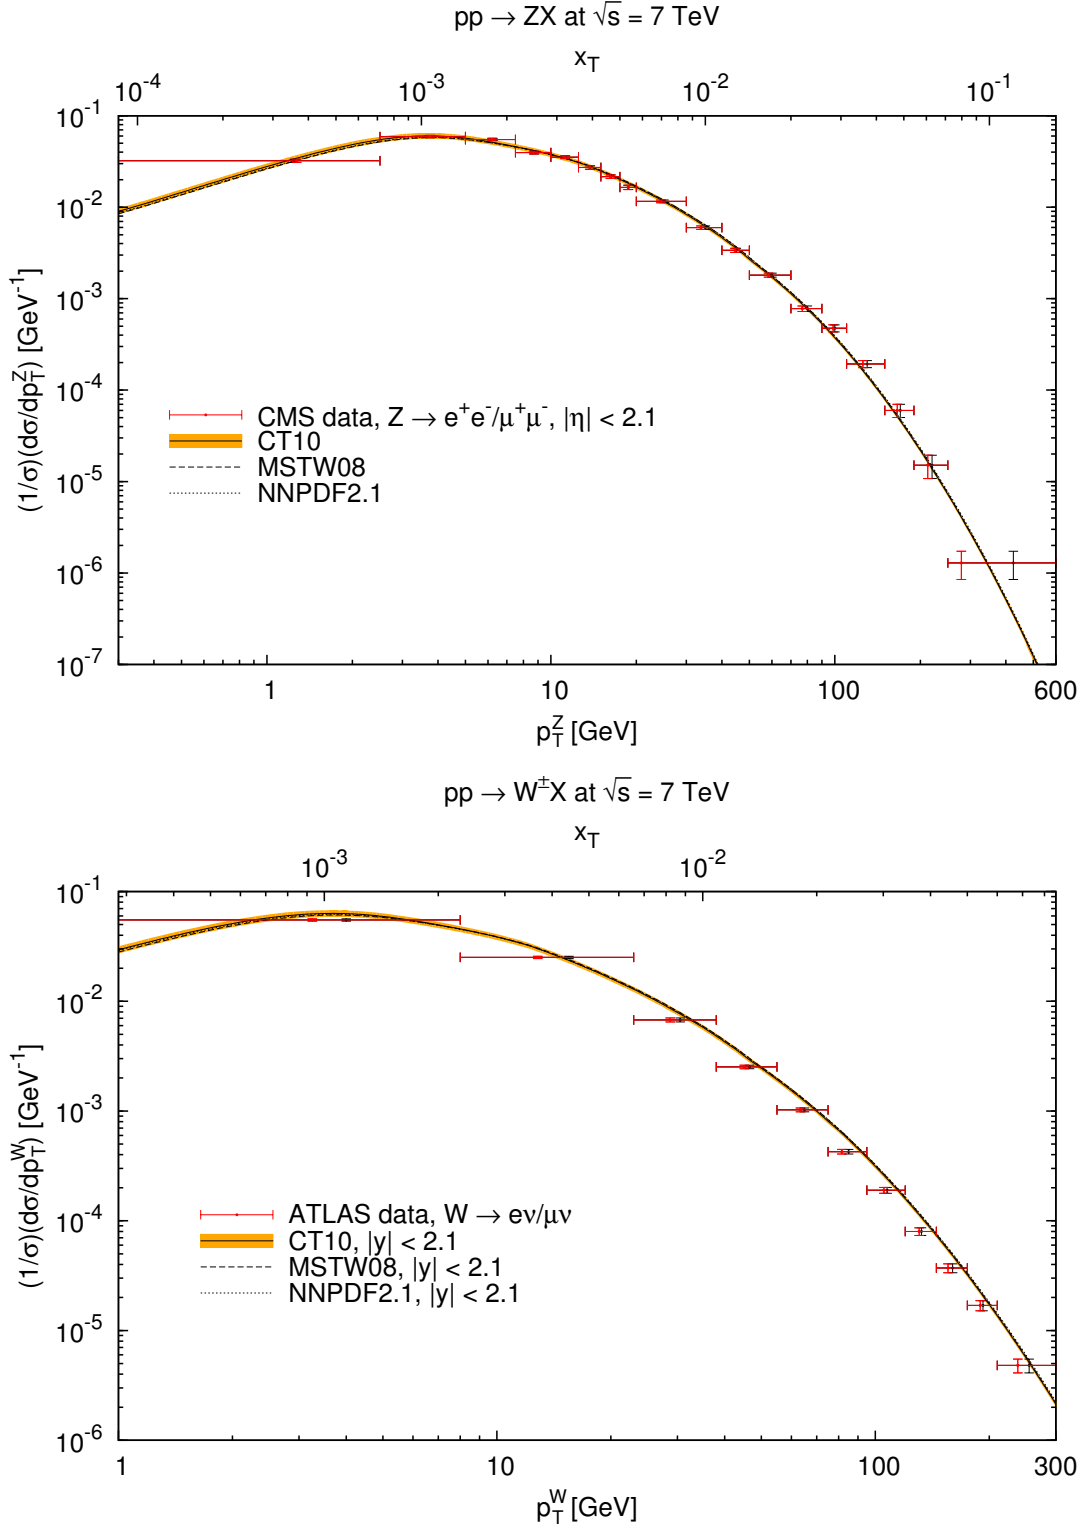 pp → ZX at √s = 7 TeV
x_T
10^-4 10^-3 10^-2 10^-1
10^-1
10^-2
10^-3
10^-4
10^-5
10^-6
10^-7
(1/σ)(dσ/dp_T^Z) [GeV^-1]
CMS data, Z → e^+e^-/μ^+μ^-, |η| < 2.1
CT10
MSTW08
NNPDF2.1
1 10 100 600
p_T^Z [GeV]
pp → W^±X at √s = 7 TeV
x_T
10^-3 10^-2
10^-1
10^-2
10^-3
10^-4
10^-5
10^-6
(1/σ)(dσ/dp_T^W) [GeV^-1]
ATLAS data, W → eν/μν
CT10, |y| < 2.1
MSTW08, |y| < 2.1
NNPDF2.1, |y| < 2.1
1 10 100 300
p_T^W [GeV]